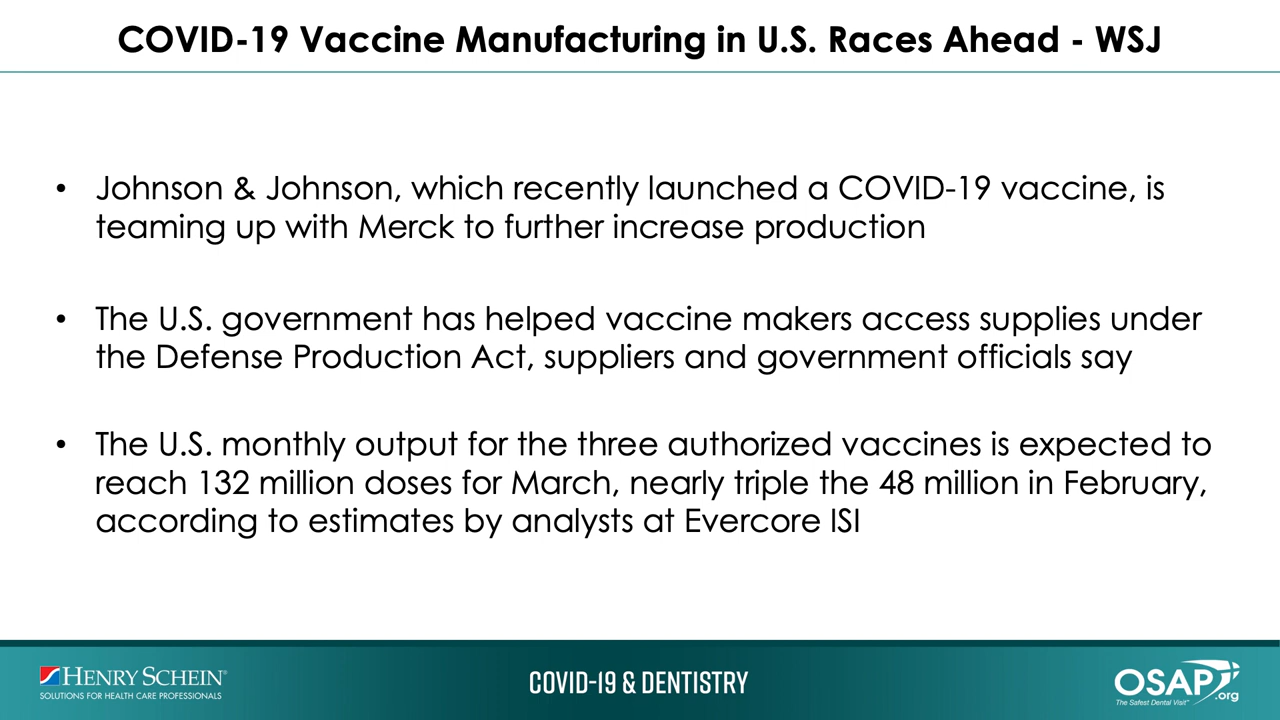 COVID-19 Vaccine Manufacturing in U.S. Races Ahead - WSJ
• Johnson & Johnson, which recently launched a COVID-19 vaccine, is
teaming up with Merck to further increase production
• The U.S. government has helped vaccine makers access supplies under
the Defense Production Act, suppliers and government officials say
• The U.S. monthly output for the three authorized vaccines is expected to
reach 132 million doses for March, nearly triple the 48 million in February,
according to estimates by analysts at Evercore ISI
HENRY SCHEIN®
SOLUTIONS FOR HEALTH CARE PROFESSIONALS
COVID-19 & DENTISTRY
OSAP.org
The Safest Dental Visit™